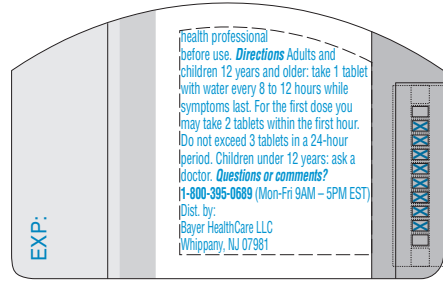 health professional
before use. Directions Adults and
children 12 years and older: take 1 tablet
with water every 8 to 12 hours while
symptoms last. For the first dose you
may take 2 tablets within the first hour.
Do not exceed 3 tablets in a 24-hour
period. Children under 12 years: ask a
doctor. Questions or comments?
1-800-395-0689 (Mon-Fri 9AM – 5PM EST)
Dist. by:
Bayer HealthCare LLC
Whippany, NJ 07981
EXP:
XXXXXXXX